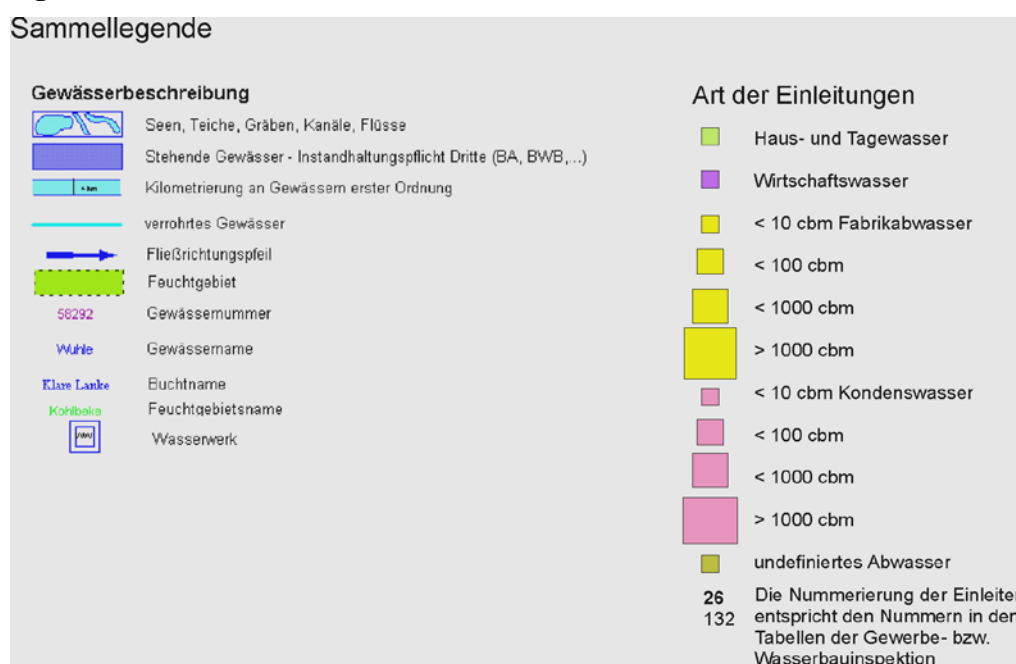 Sammellegende
Gewässerbeschreibung
Seen, Teiche, Gräben, Kanäle, Flüsse
Stehende Gewässer - Instandhaltungspflicht Dritte (BA, BWB,...)
Kilometrierung an Gewässern erster Ordnung
verrohrtes Gewässer
Fließrichtungspfeil
Feuchtgebiet
58292 Gewässernummer
Wuhle Gewässername
Klare Lanke Buchtname
Kohlbeke Feuchtgebietsname
Wasserwerk
Art der Einleitungen
Haus- und Tagewasser
Wirtschaftswasser
< 10 cbm Fabrikabwasser
< 100 cbm
< 1000 cbm
> 1000 cbm
< 10 cbm Kondenswasser
< 100 cbm
< 1000 cbm
> 1000 cbm
undefiniertes Abwasser
26 Die Nummerierung der Einleiter
132 entspricht den Nummern in den
Tabellen der Gewerbe- bzw.
Wasserbauinspektion